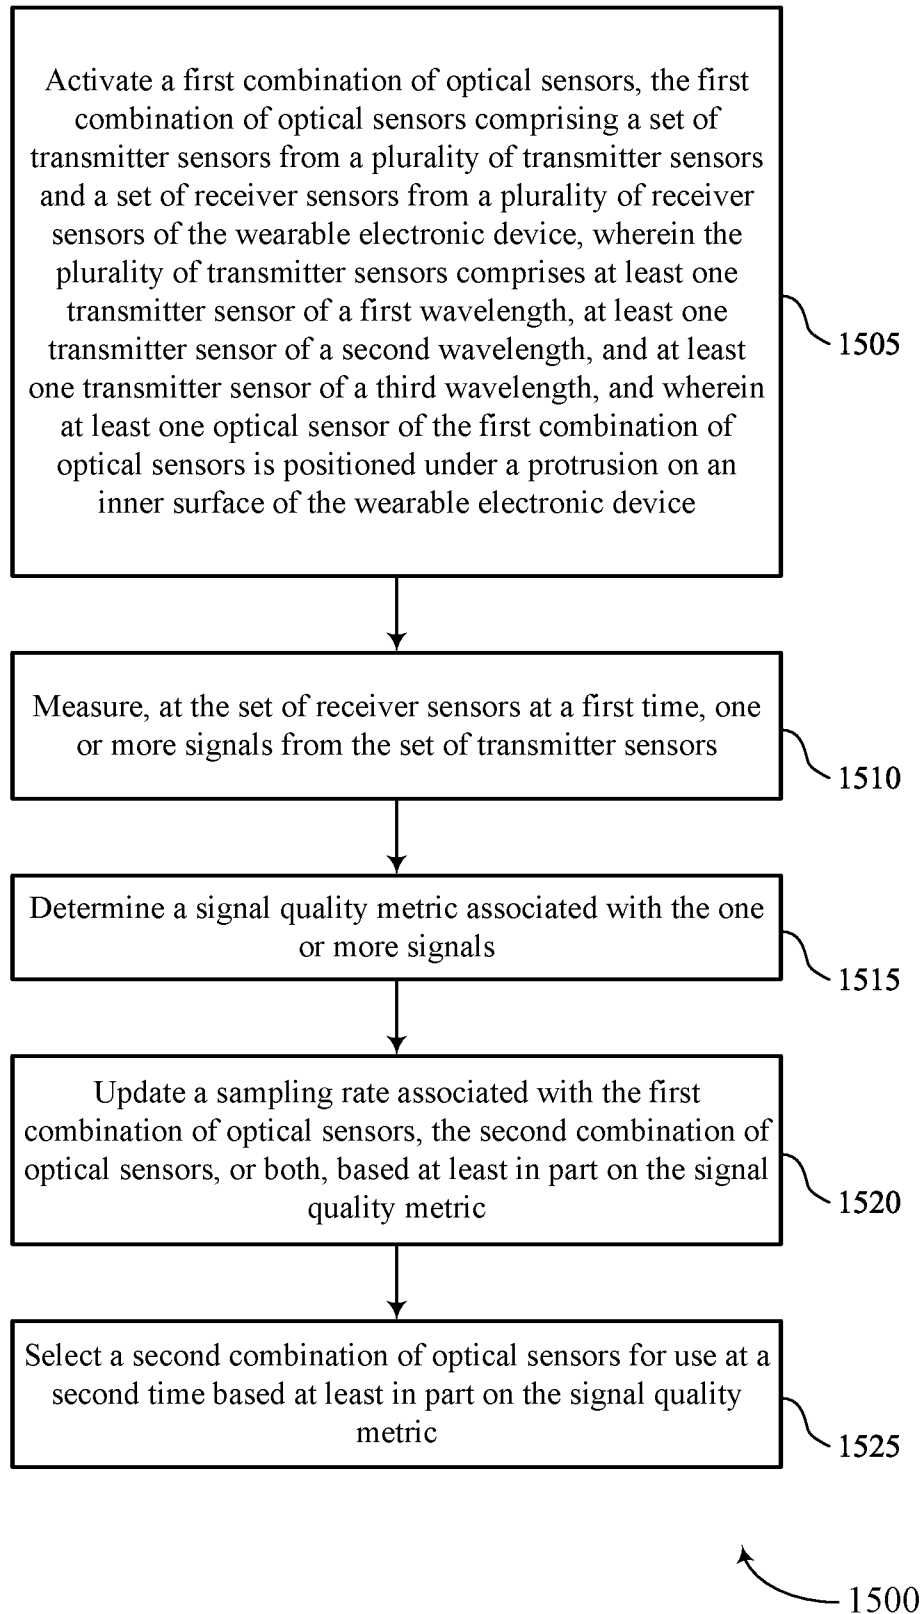 Activate a first combination of optical sensors, the first
combination of optical sensors comprising a set of
transmitter sensors from a plurality of transmitter sensors
and a set of receiver sensors from a plurality of receiver
sensors of the wearable electronic device, wherein the
plurality of transmitter sensors comprises at least one
transmitter sensor of a first wavelength, at least one
transmitter sensor of a second wavelength, and at least
one transmitter sensor of a third wavelength, and wherein
at least one optical sensor of the first combination of
optical sensors is positioned under a protrusion on an
inner surface of the wearable electronic device
1505
Measure, at the set of receiver sensors at a first time, one
or more signals from the set of transmitter sensors
1510
Determine a signal quality metric associated with the one
or more signals
1515
Update a sampling rate associated with the first
combination of optical sensors, the second combination of
optical sensors, or both, based at least in part on the signal
quality metric
1520
Select a second combination of optical sensors for use at a
second time based at least in part on the signal quality
metric
1525
1500